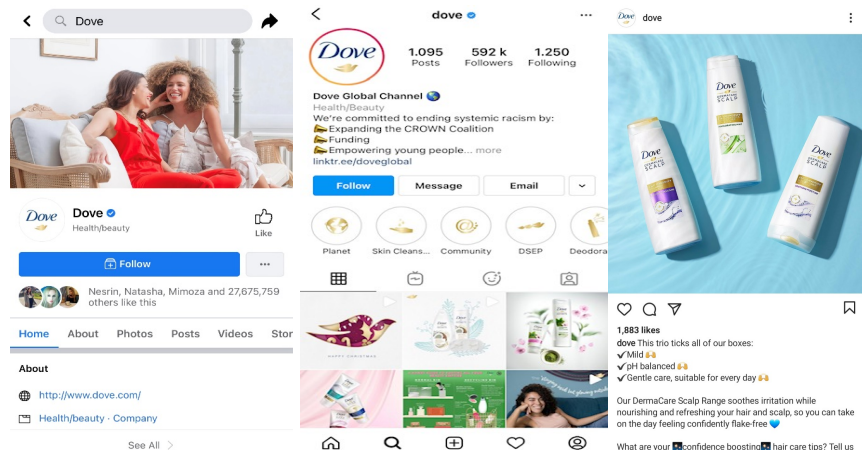 Dove
Dove
Dove
Health/beauty
Like
Follow
Nesrin, Natasha, Mimoza and 27,675,759
others like this
Home About Photos Posts Videos Stor
About
http://www.dove.com/
Health/beauty · Company
See All
dove
Dove
1.095 592 k 1.250
Posts Followers Following
Dove Global Channel
Health/Beauty
We're committed to ending systemic racism by:
Expanding the CROWN Coalition
Funding
Empowering young people... more
linktr.ee/doveglobal
Follow Message Email
Planet Skin Cleans... Community DSEP Deodora
HAPPY CHRISTMAS
Dove dove
Dove
SCALP
Dove
SCALP
Dove
SCALP
1,883 likes
dove This trio ticks all of our boxes:
✓Mild 🙌
✓pH balanced 🙌
✓Gentle care, suitable for every day 🙌
Our DermaCare Scalp Range soothes irritation while
nourishing and refreshing your hair and scalp, so you can take
on the day feeling confidently flake-free 💙
What are your confidence boosting hair care tips? Tell us